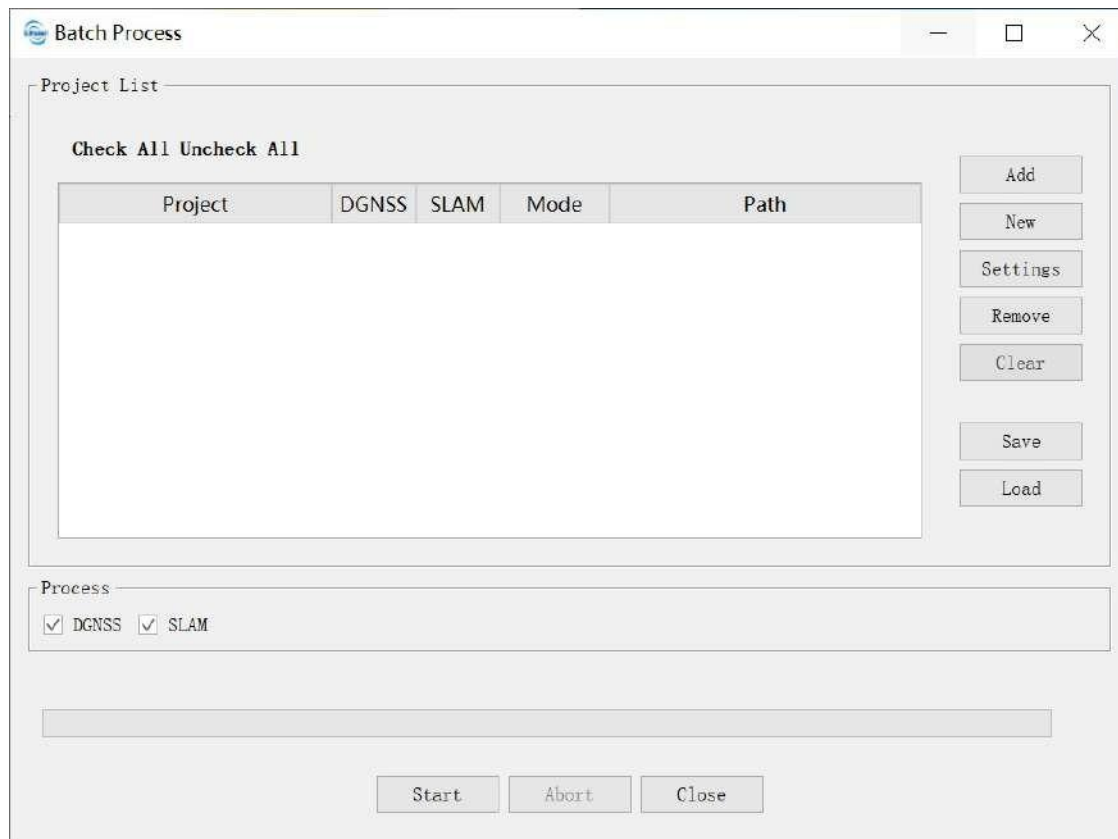 Batch Process
Project List
Check All Uncheck All
Project DGNSS SLAM Mode Path
Add
New
Settings
Remove
Clear
Save
Load
Process
DGNSS SLAM
Start Abort Close